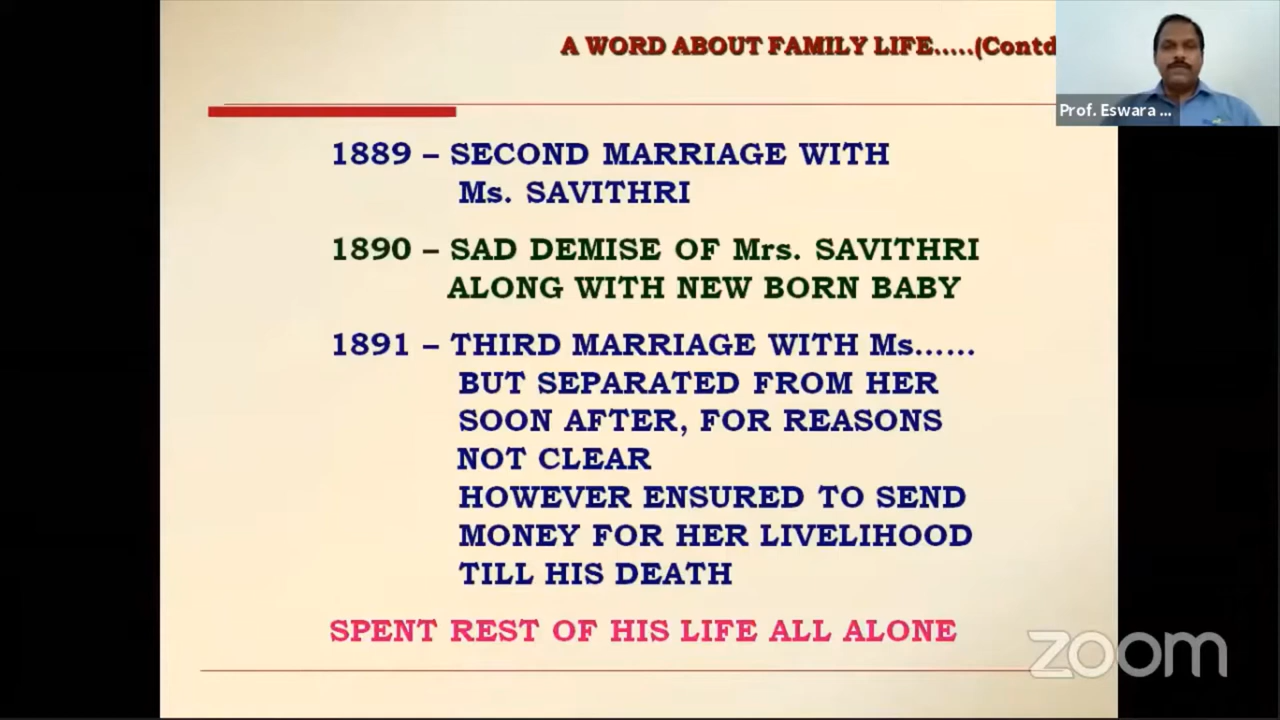 A WORD ABOUT FAMILY LIFE.....(Contd
Prof. Eswara ...
1889 – SECOND MARRIAGE WITH
Ms. SAVITHRI
1890 – SAD DEMISE OF Mrs. SAVITHRI
ALONG WITH NEW BORN BABY
1891 – THIRD MARRIAGE WITH Ms......
BUT SEPARATED FROM HER
SOON AFTER, FOR REASONS
NOT CLEAR
HOWEVER ENSURED TO SEND
MONEY FOR HER LIVELIHOOD
TILL HIS DEATH
SPENT REST OF HIS LIFE ALL ALONE
zoom